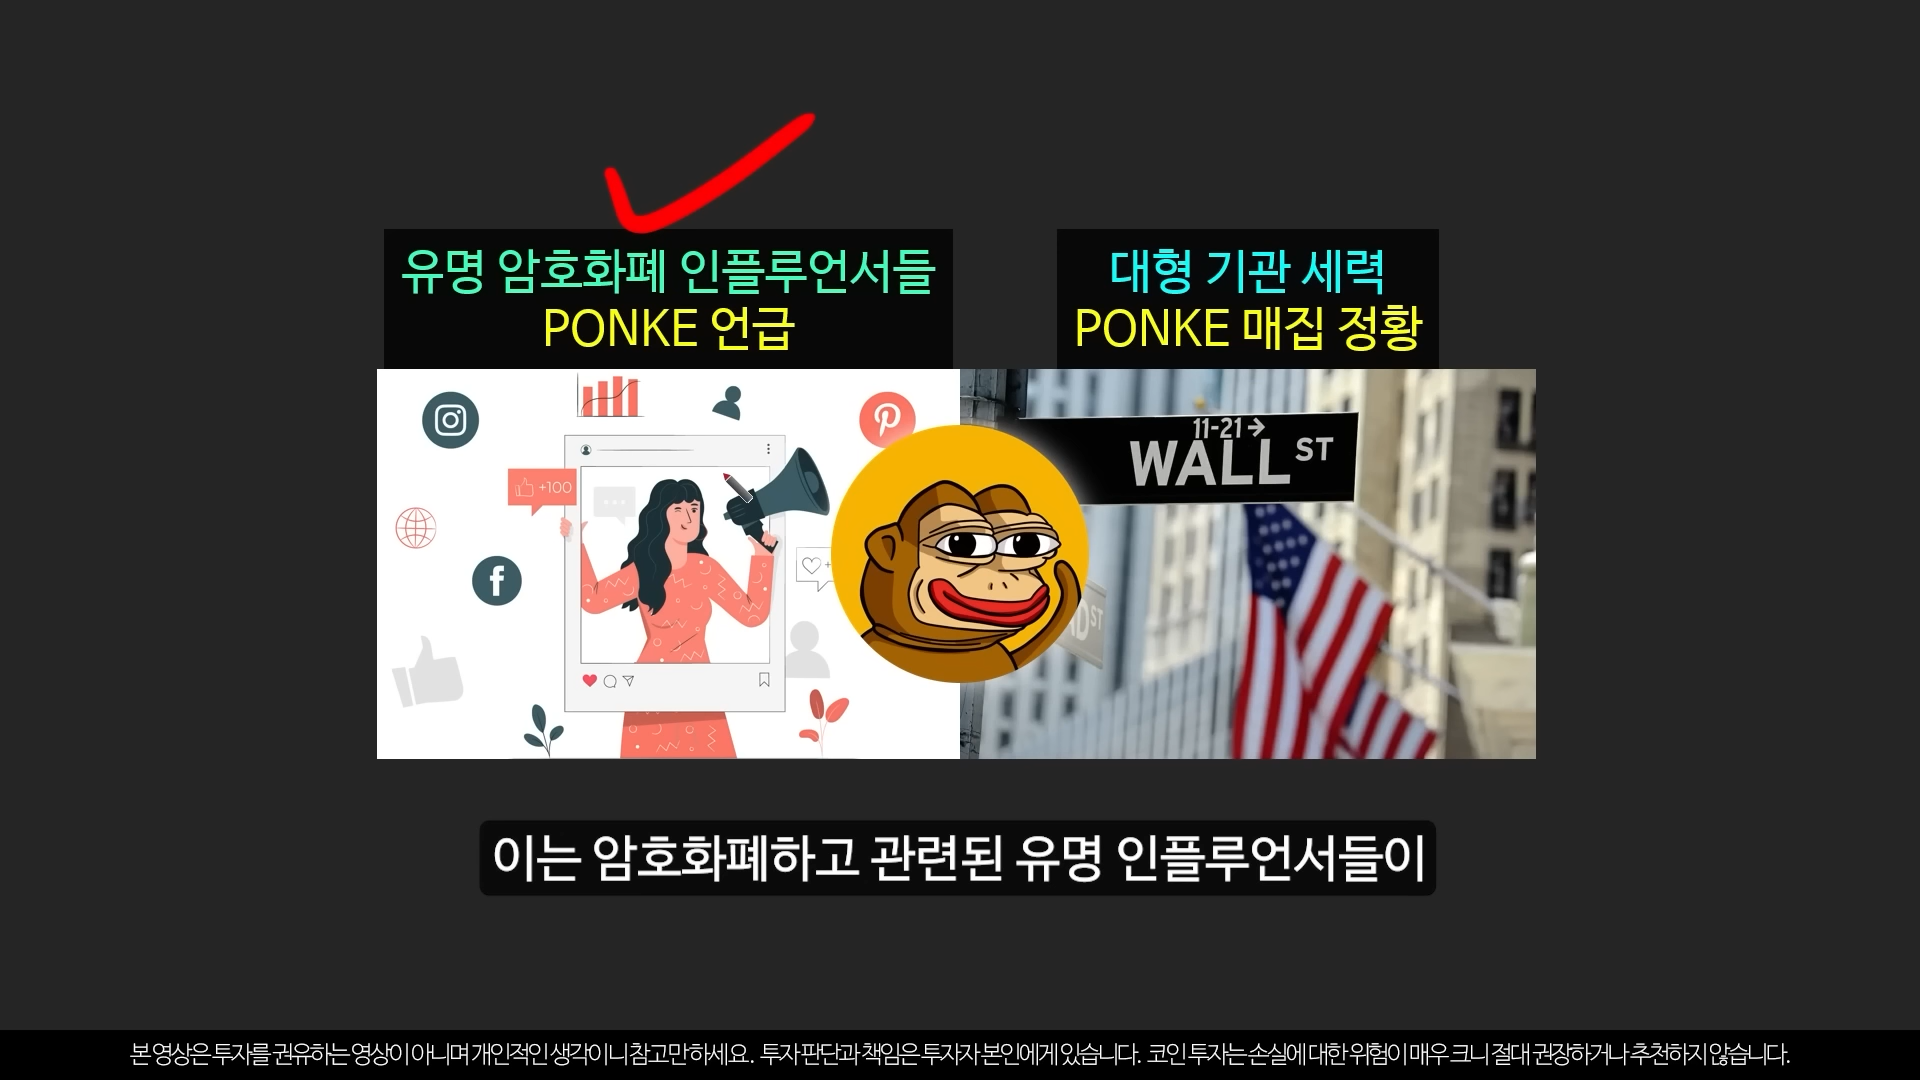 유명 암호화폐 인플루언서들
PONKE 언급
대형 기관 세력
PONKE 매집 정황
+100
11-21→
WALL ST
ST
이는 암호화폐하고 관련된 유명 인플루언서들이
본 영상은 투자를 권유하는 영상이 아니며 개인적인 생각이니 참고만 하세요. 투자 판단과 책임은 투자자 본인에게 있습니다. 코인 투자는 손실에 대한 위험이 매우 크니 절대 권장하거나 추천하지 않습니다.